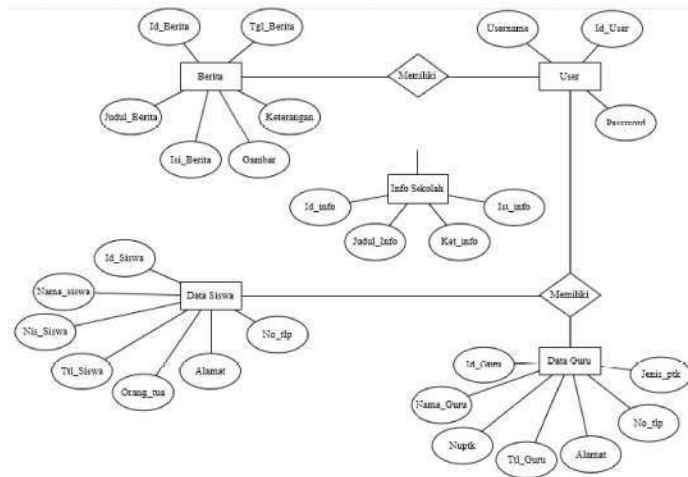 Id_Berita
Tgl_Berita
Username
Id_User
Berita
Memiliki
User
Judul_Berita
Keterangan
Password
Isi_Berita
Gambar
Info Sekolah
Id_info
Isi_info
Judul_Info
Ket_info
Id_Siswa
Nama_siswa
Data Siswa
Memiliki
Nis_Siswa
No_tlp
Ttl_Siswa
Alamat
Orang_tua
Id_Guru
Data Guru
Jenis_ptk
Nama_Guru
No_tlp
Nuptk
Alamat
Ttl_Guru